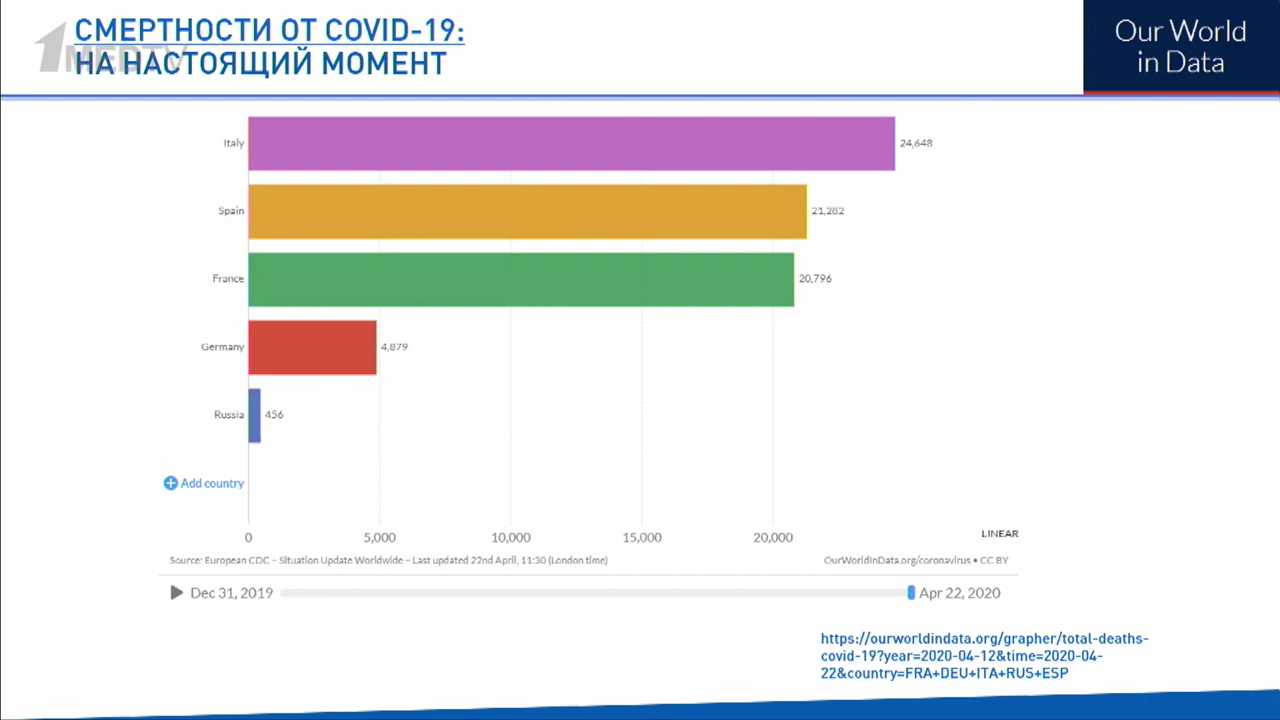 СМЕРТНОСТИ ОТ COVID-19:
НА НАСТОЯЩИЙ МОМЕНТ
1MEDTV
Our World
in Data
Italy
24,648
Spain
21,282
France
20,796
Germany
4,879
Russia
456
Add country
0
5,000
10,000
15,000
20,000
LINEAR
Source: European CDC – Situation Update Worldwide – Last updated 22nd April, 11:30 (London time)
OurWorldInData.org/coronavirus • CC BY
Dec 31, 2019
Apr 22, 2020
https://ourworldindata.org/grapher/total-deaths-
covid-19?year=2020-04-12&time=2020-04-
22&country=FRA+DEU+ITA+RUS+ESP